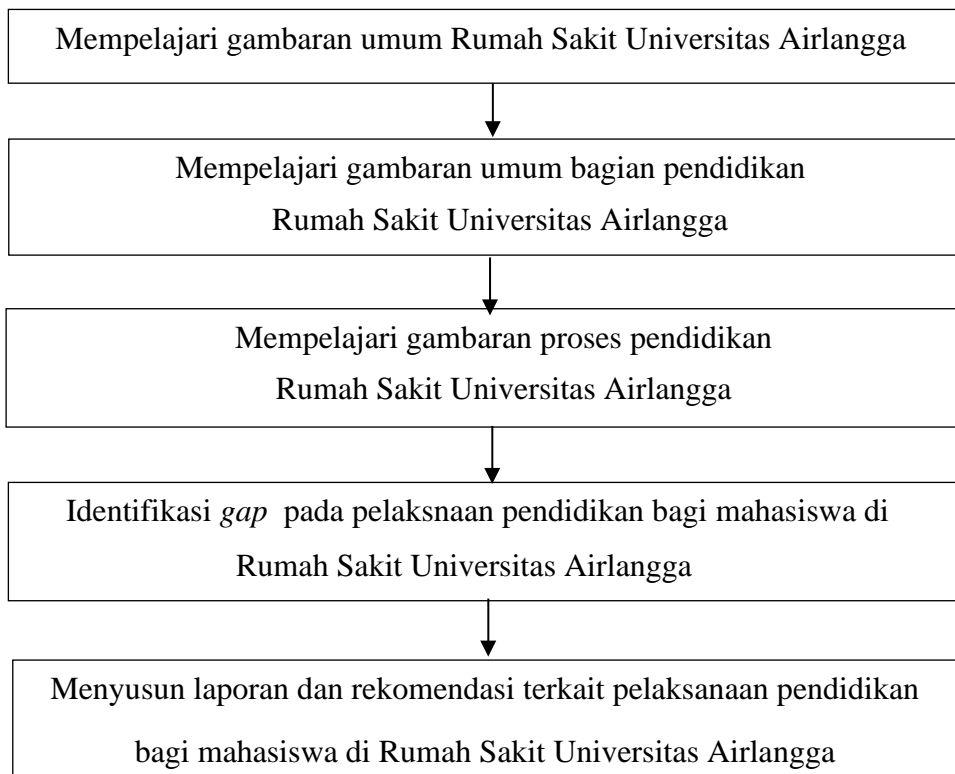 Mempelajari gambaran umum Rumah Sakit Universitas Airlangga
Mempelajari gambaran umum bagian pendidikan
Rumah Sakit Universitas Airlangga
Mempelajari gambaran proses pendidikan
Rumah Sakit Universitas Airlangga
Identifikasi gap pada pelaksnaan pendidikan bagi mahasiswa di
Rumah Sakit Universitas Airlangga
Menyusun laporan dan rekomendasi terkait pelaksanaan pendidikan
bagi mahasiswa di Rumah Sakit Universitas Airlangga